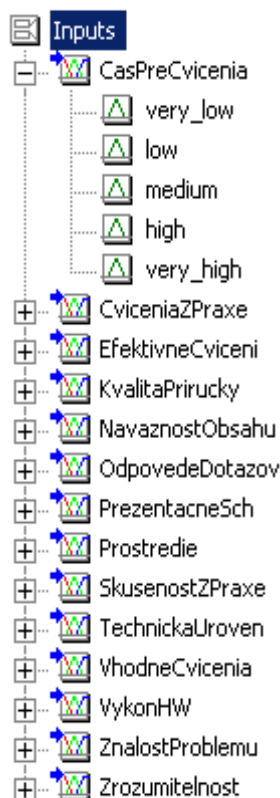 Inputs
CasPreCvicenia
very_low
low
medium
high
very_high
CviceniaZPraxe
EfektivneCviceni
KvalitaPrirucky
NavaznostObsahu
OdpovedeDotazov
PrezentacneSch
Prostredie
SkusenostZPraxe
TechnickaUroven
VhodneCvicenia
VykonHW
ZnalostProblemu
Zrozumitelnost